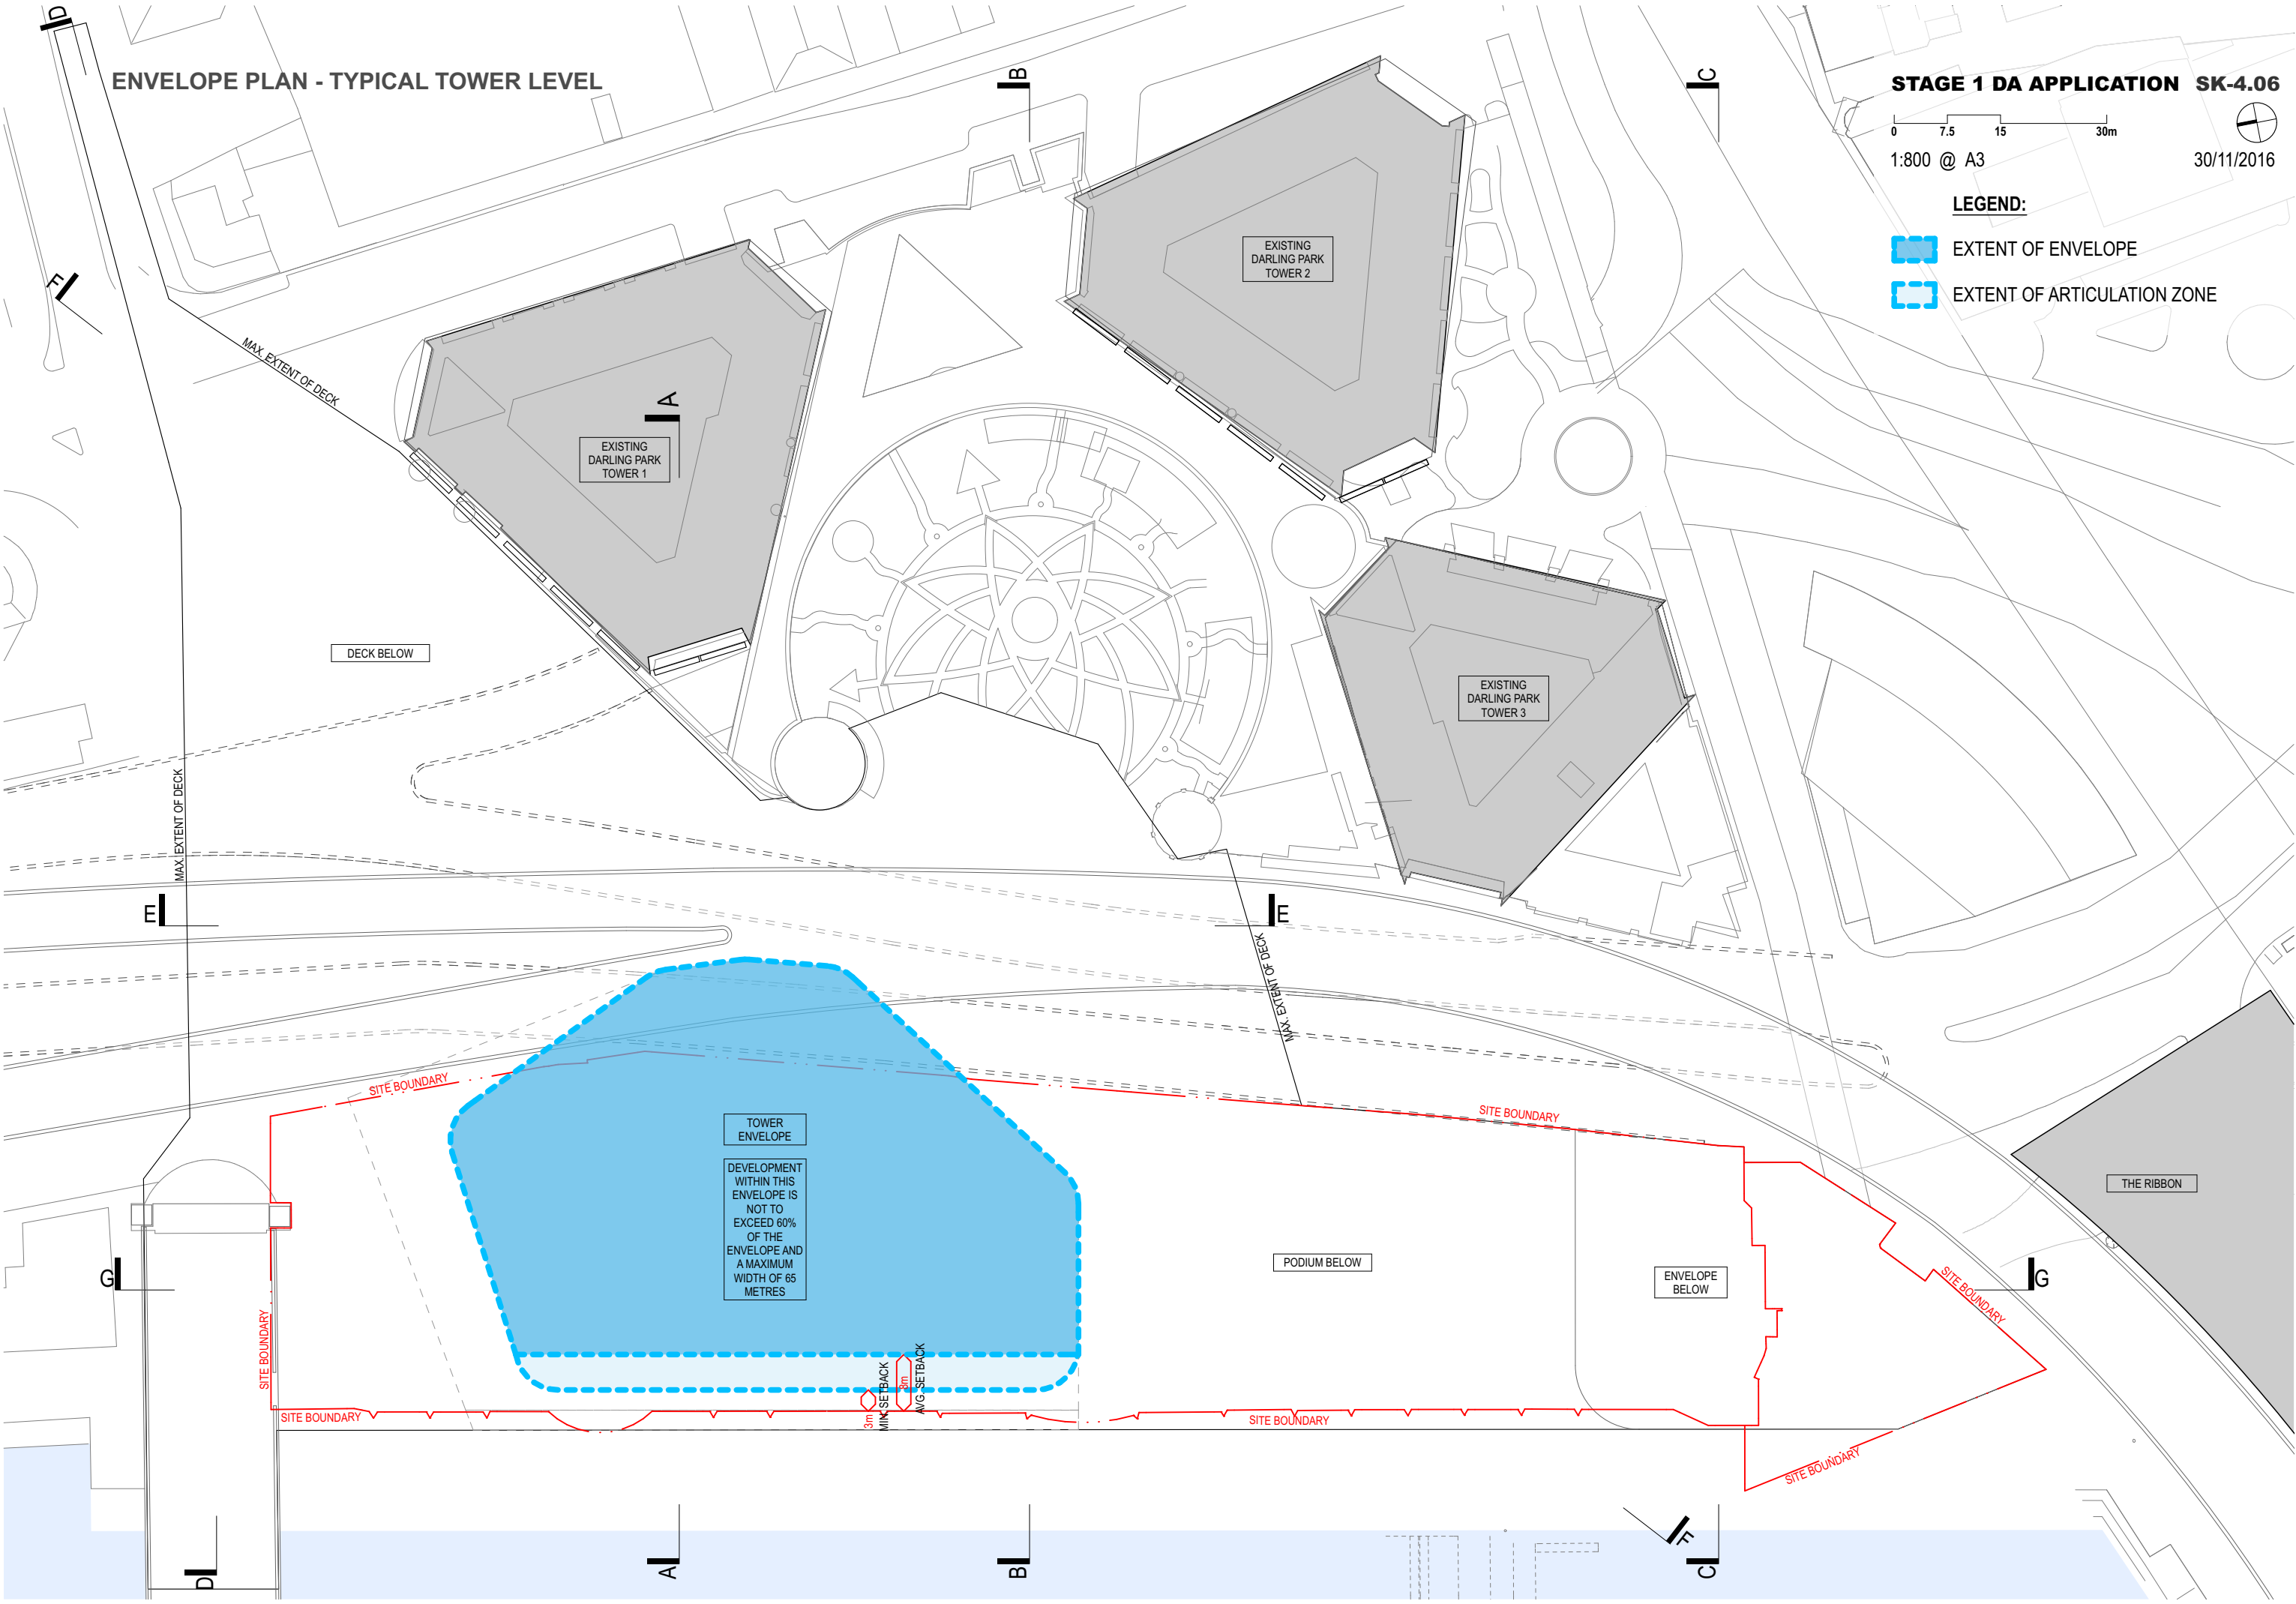 D
ENVELOPE PLAN - TYPICAL TOWER LEVEL
B
C
STAGE 1 DA APPLICATION SK-4.06
0 7.5 15 30m
1:800 @ A3
30/11/2016
LEGEND:
EXTENT OF ENVELOPE
EXTENT OF ARTICULATION ZONE
F
MAX. EXTENT OF DECK
EXISTING
DARLING PARK
TOWER 2
A
EXISTING
DARLING PARK
TOWER 1
DECK BELOW
EXISTING
DARLING PARK
TOWER 3
MAX. EXTENT OF DECK
E
E
MAX. EXTENT OF DECK
SITE BOUNDARY
SITE BOUNDARY
TOWER
ENVELOPE
DEVELOPMENT
WITHIN THIS
ENVELOPE IS
NOT TO
EXCEED 60%
OF THE
ENVELOPE AND
A MAXIMUM
WIDTH OF 65
METRES
THE RIBBON
PODIUM BELOW
ENVELOPE
BELOW
G
G
SITE BOUNDARY
SITE BOUNDARY
3m
MIN. SETBACK
AVG. SETBACK
SITE BOUNDARY
SITE BOUNDARY
SITE BOUNDARY
D
A
B
F
C